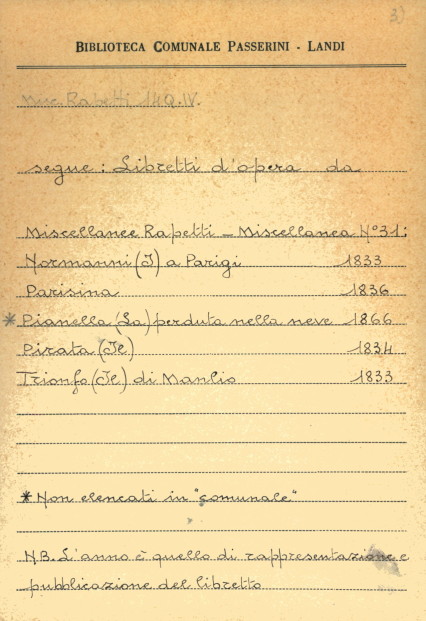 3)
BIBLIOTECA COMUNALE PASSERINI - LANDI
Misc. Rapetti 149.IV.
segue: Libretti d'opera da
Miscellanee Rapetti - Miscellanea N°31:
Normanni (I) a Parigi 1833
Parisina 1836
* Pianella (La) perduta nella neve 1866
Pirata (Il) 1834
Trionfo (Il) di Manlio 1833
* Non elencati in "comunale"
N.B. L'anno è quello di rappresentazione e
pubblicazione del libretto